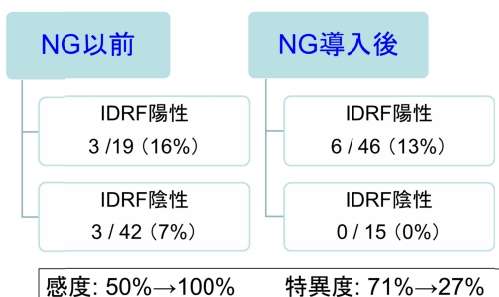 NG以前
IDRF陽性
3 /19（16%）
IDRF陰性
3 / 42（7%）
NG導入後
IDRF陽性
6 / 46（13%）
IDRF陰性
0 / 15（0%）
感度: 50%→100% 特異度: 71%→27%